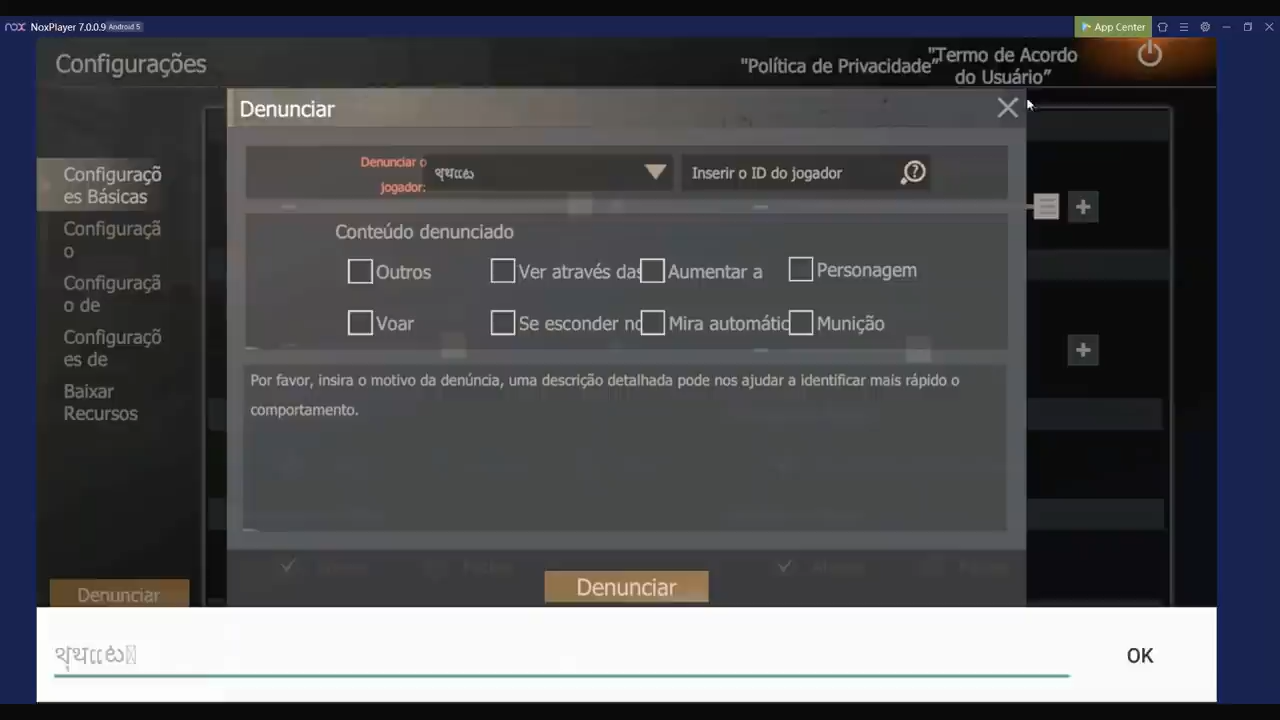 nox NoxPlayer 7.0.0.9 Android 5
App Center
Configurações
"Política de Privacidade"
"Termo de Acordo
do Usuário"
Denunciar
Denunciar o
jogador:
Inserir o ID do jogador
Configuraçõ
es Básicas
Configuraçã
o
Configuraçã
o de
Configuraçõ
es de
Baixar
Recursos
Conteúdo denunciado
Outros
Ver através das
Aumentar a
Personagem
Voar
Se esconder no
Mira automátic
Munição
Por favor, insira o motivo da denúncia, uma descrição detalhada pode nos ajudar a identificar mais rápido o
comportamento.
Denunciar
Denunciar
OK